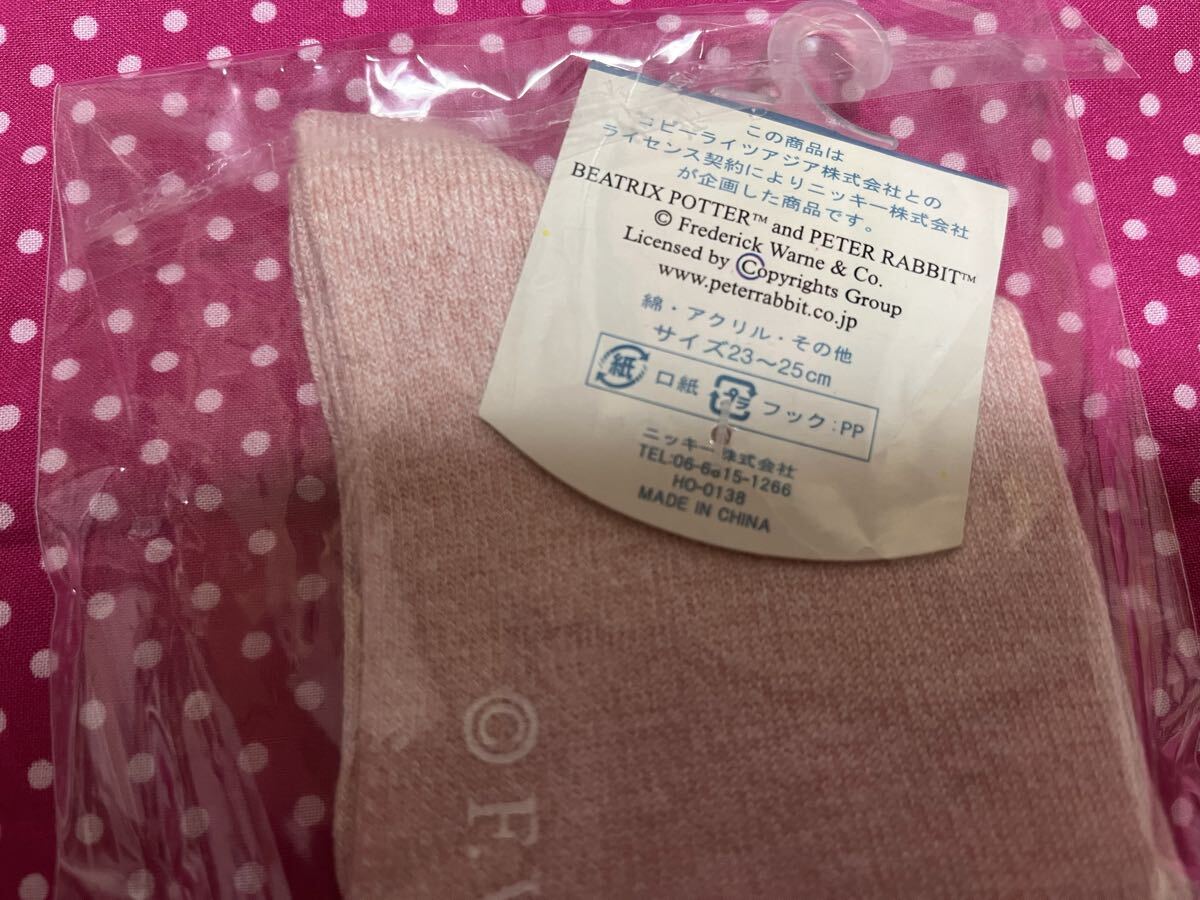 この商品は
コピーライツアジア株式会社との
ライセンス契約によりニッキー株式会社
が企画した商品です。
BEATRIX POTTER™ and PETER RABBIT™
© Frederick Warne & Co.
Licensed by Copyrights Group
www.peterrabbit.co.jp
綿・アクリル・その他
サイズ23～25cm
紙 口紙 プラ フック:PP
ニッキー株式会社
HO-0138
MADE IN CHINA
© F.